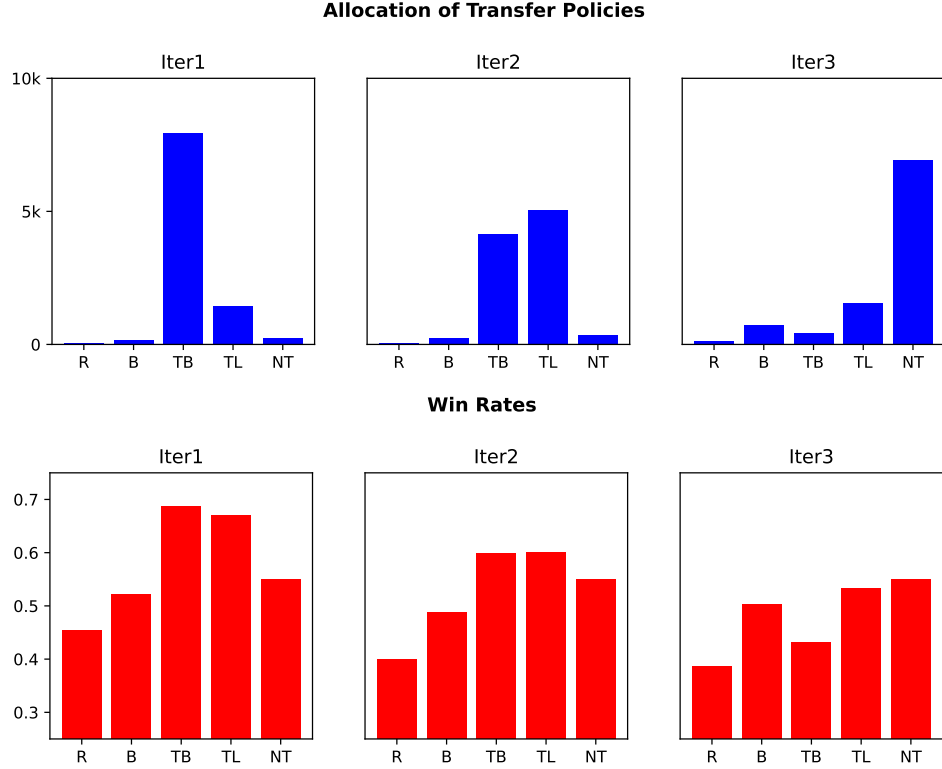 Allocation of Transfer Policies
Iter1 Iter2 Iter3
10k
5k
0
R B TB TL NT R B TB TL NT R B TB TL NT
Win Rates
Iter1 Iter2 Iter3
0.7
0.6
0.5
0.4
0.3
R B TB TL NT R B TB TL NT R B TB TL NT